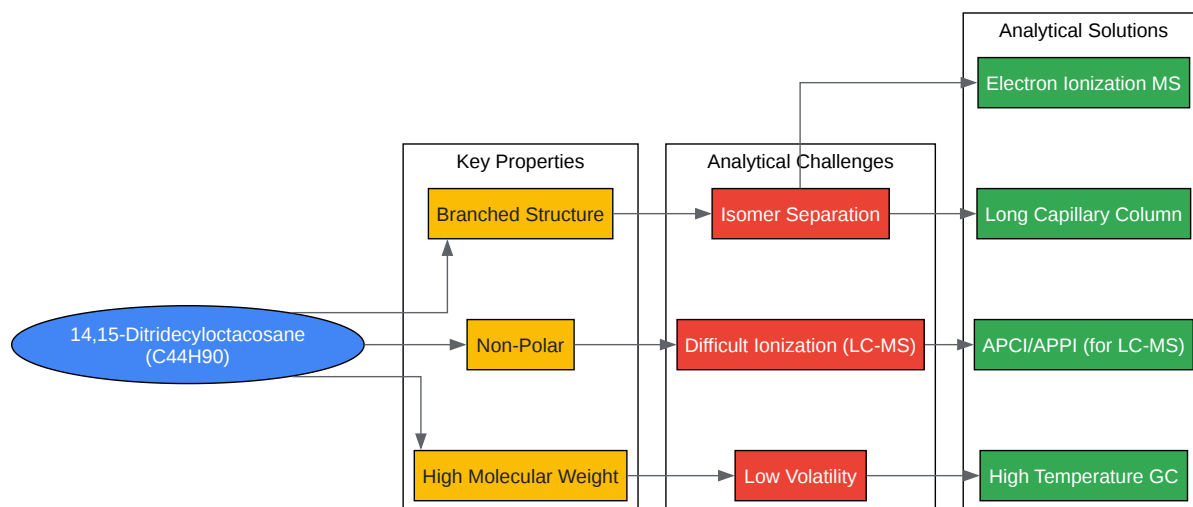 Analytical Solutions
Electron Ionization MS
Key Properties
Analytical Challenges
Branched Structure
Isomer Separation
Long Capillary Column
14,15-Ditridecyloctacosane
(C44H90)
Non-Polar
Difficult Ionization (LC-MS)
APCI/APPI (for LC-MS)
High Molecular Weight
Low Volatility
High Temperature GC